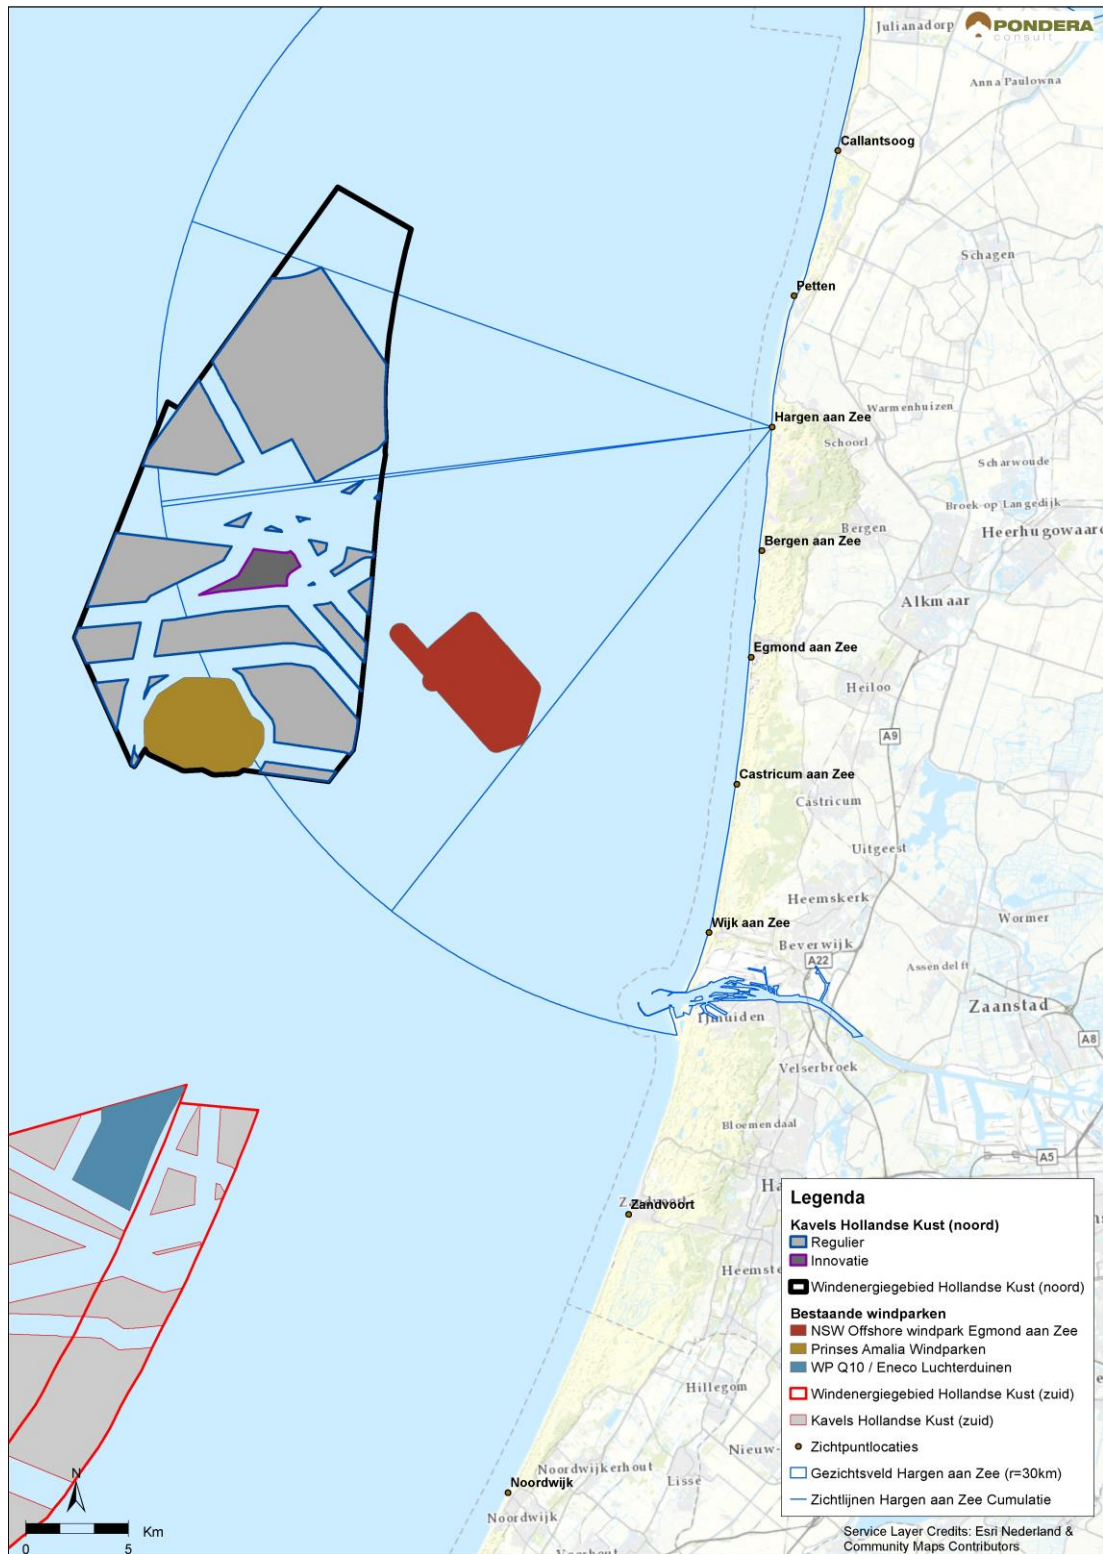 Julianadorp
PONDERA
consult
Anna Paulowna
Callantsoog
Schagen
Petten
Warmenhuizen
Hargen aan Zee
Schoorl
Scharwoude
Broek-op Langedijk
Bergen
Heerhugowaard
Bergen aan Zee
Alkmaar
Egmond aan Zee
Heiloo
A9
Castricum aan Zee
Castricum
Uitgeest
Heemskerk
Wijk aan Zee
Wormer
Beverwijk
A22
Assendelft
Zaanstad
IJmuiden
A8
Velserbroek
Bloemendaal
A5
Zandvoort
Zandvoort
Hillegom
Noordwijkerhout
Lisse
Noordwijk
Noordwijk
N
0 5 Km
Legenda
Kavels Hollandse Kust (noord)
Regulier
Innovatie
Windenergiegebied Hollandse Kust (noord)
Bestaande windparken
NSW Offshore windpark Egmond aan Zee
Prinses Amalia Windparken
WP Q10 / Eneco Luchterduinen
Windenergiegebied Hollandse Kust (zuid)
Kavels Hollandse Kust (zuid)
Zichtpuntlocaties
Gezichtsveld Hargen aan Zee (r=30km)
Zichtlijnen Hargen aan Zee Cumulatie
Service Layer Credits: Esri Nederland &
Community Maps Contributors